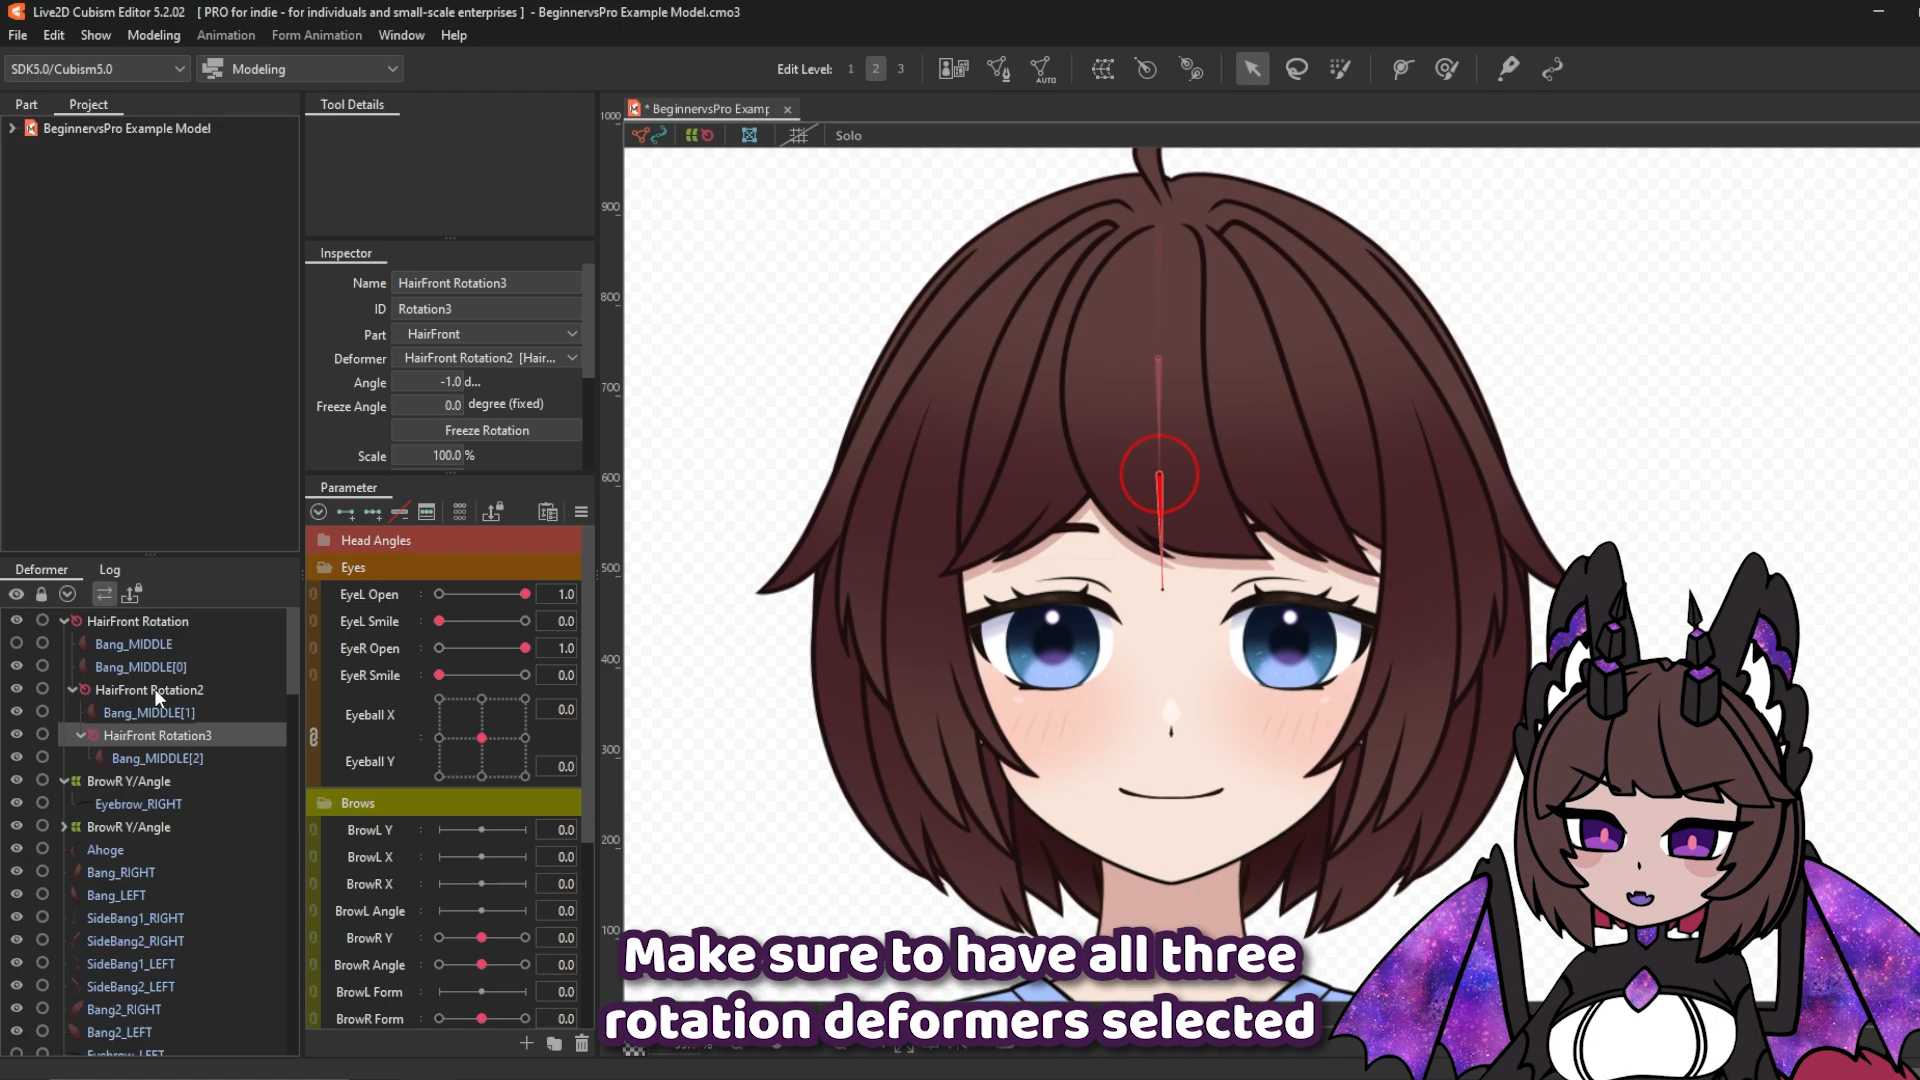 Live2D Cubism Editor 5.2.02 [ PRO for indie - for individuals and small-scale enterprises ] - BeginnervsPro Example Model.cmo3
File Edit Show Modeling Animation Form Animation Window Help
SDK5.0/Cubism5.0 Modeling Edit Level: 1 2 3 AUTO
Part Project
BeginnervsPro Example Model
Tool Details
* BeginnervsPro Examp
Solo
Inspector
Name HairFront Rotation3
ID Rotation3
Part HairFront
Deformer HairFront Rotation2 [Hair...
Angle -1.0 d...
Freeze Angle 0.0 degree (fixed)
Freeze Rotation
Scale 100.0 %
Parameter
Head Angles
Eyes
EyeL Open : 1.0
EyeL Smile : 0.0
EyeR Open : 1.0
EyeR Smile : 0.0
Eyeball X 0.0
Eyeball Y 0.0
Brows
BrowL Y : 0.0
BrowL X : 0.0
BrowR X : 0.0
BrowL Angle : 0.0
BrowR Y : 0.0
BrowR Angle : 0.0
BrowL Form : 0.0
BrowR Form : 0.0
Deformer Log
HairFront Rotation
Bang_MIDDLE
Bang_MIDDLE[0]
HairFront Rotation2
Bang_MIDDLE[1]
HairFront Rotation3
Bang_MIDDLE[2]
BrowR Y/Angle
Eyebrow_RIGHT
BrowR Y/Angle
Ahoge
Bang_RIGHT
Bang_LEFT
SideBang1_RIGHT
SideBang2_RIGHT
SideBang1_LEFT
SideBang2_LEFT
Bang2_RIGHT
Bang2_LEFT
Eyebrow_LEFT
1000
900
800
700
600
500
400
300
200
100
Make sure to have all three
rotation deformers selected